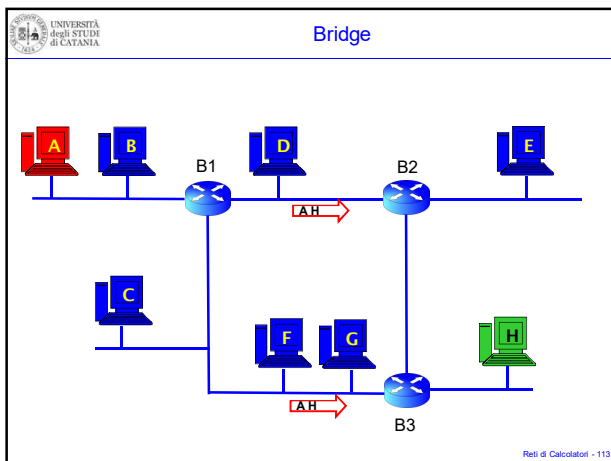 UNIVERSITÀ
degli STUDI
di CATANIA
Bridge
A
B
D
E
B1
B2
A H
C
F
G
H
A H
B3
Reti di Calcolatori - 113